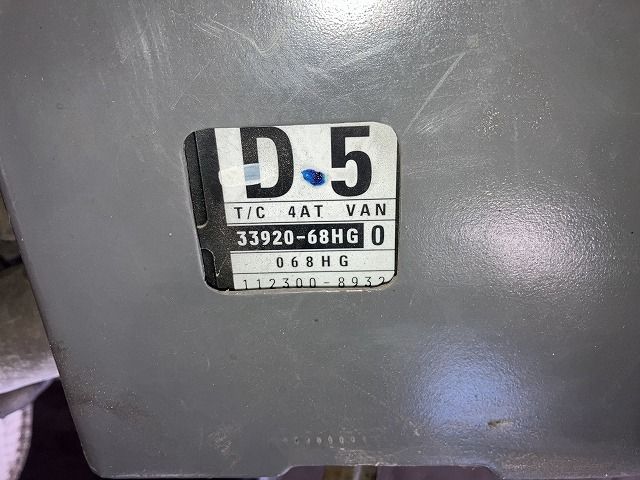 D 5
T/C 4AT VAN
33920-68HG 0
068HG
112300-8932